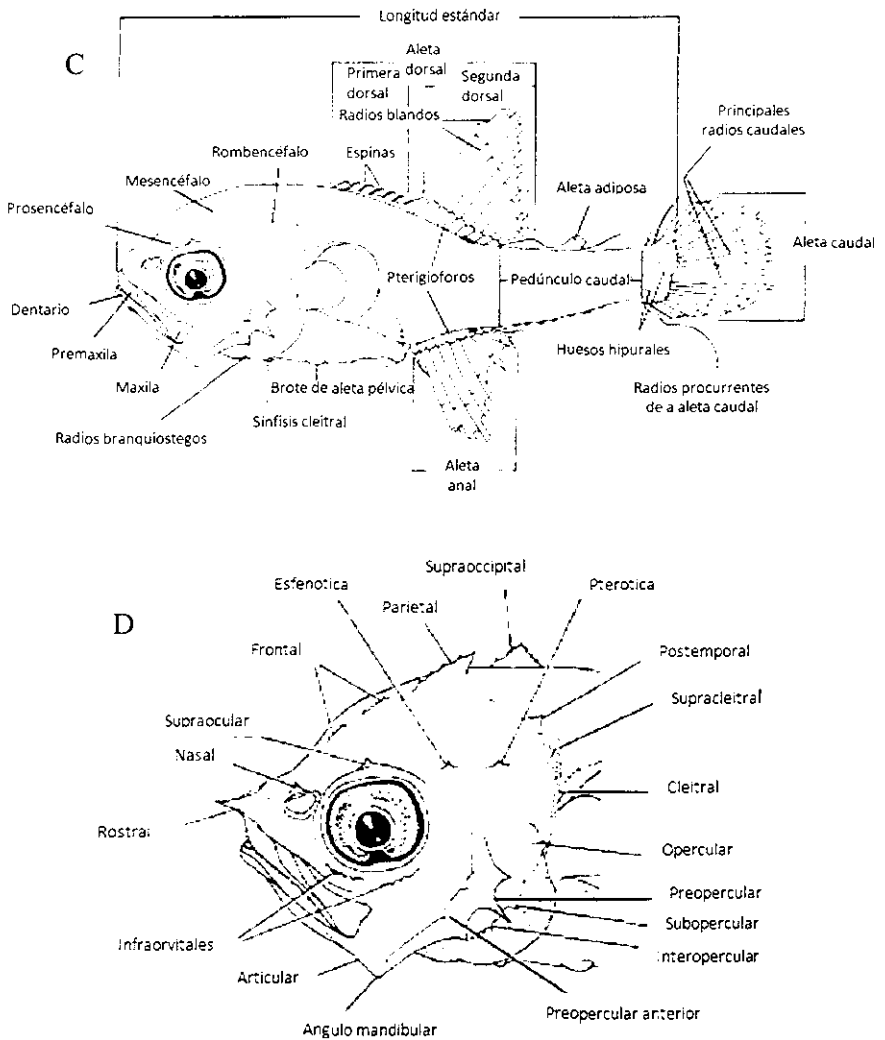 Longitud estándar
C
Aleta
dorsal
Primera
dorsal
Segunda
dorsal
Radios blandos
Principales
radios caudales
Rombencéfalo
Espinas
Mesencéfalo
Aleta adiposa
Prosencéfalo
Aleta caudal
Pterigioforos
Pedúnculo caudal
Dentario
Premaxila
Huesos hipurales
Maxila
Brote de aleta pélvica
Radios procurrentes
de a aleta caudal
Sinfisis cleitral
Radios branquiostegos
Aleta
anal
Supraoccipital
Esfenotica
Pterotica
Parietal
D
Frontal
Postemporal
Supracleitral
Supraocular
Nasal
Cleitral
Rostral
Opercular
Preopercular
Subopercular
Infraorvitales
Interopercular
Articular
Preopercular anterior
Angulo mandibular